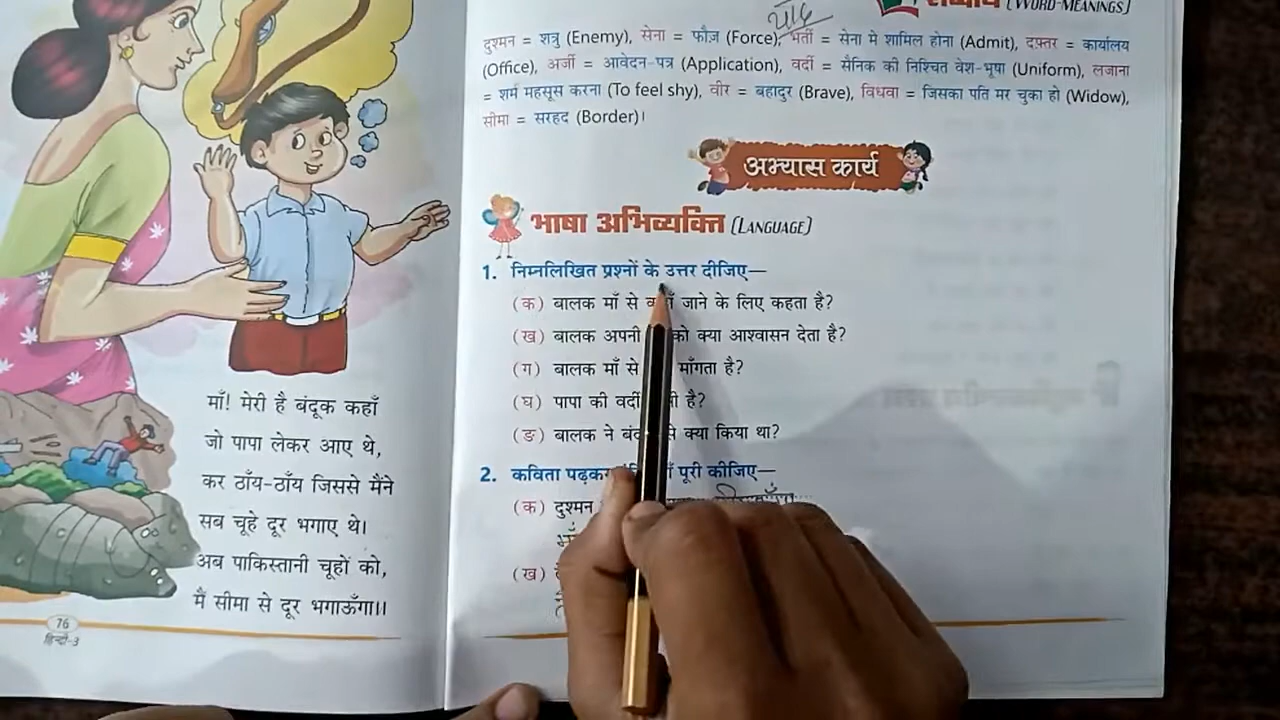 माँ! मेरी है बंदूक कहाँ
जो पापा लेकर आए थे,
कर ठाँय-ठाँय जिससे मैंने
सब चूहे दूर भगाए थे।
अब पाकिस्तानी चूहों को,
मैं सीमा से दूर भगाऊँगा।।
76
हिन्दी-3
(WORD-MEANINGS)
याद
दुश्मन = शत्रु (Enemy), सेना = फौज़ (Force), भर्ती = सेना मे शामिल होना (Admit), दफ़्तर = कार्यालय
(Office), अर्जी = आवेदन-पत्र (Application), वर्दी = सैनिक की निश्चित वेश-भूषा (Uniform), लजाना
= शर्म महसूस करना (To feel shy), वीर = बहादुर (Brave), विधवा = जिसका पति मर चुका हो (Widow),
सीमा = सरहद (Border)।
अभ्यास कार्य
भाषा अभिव्यक्ति (LANGUAGE)
1. निम्नलिखित प्रश्नों के उत्तर दीजिए—
(क) बालक माँ से कहाँ जाने के लिए कहता है?
(ख) बालक अपनी को क्या आश्वासन देता है?
(ग) बालक माँ से माँगता है?
(घ) पापा की वर्दी है?
(ङ) बालक ने से क्या किया था?
2. कविता पढ़कर पूरी कीजिए—
(क) दुश्मन
(ख)